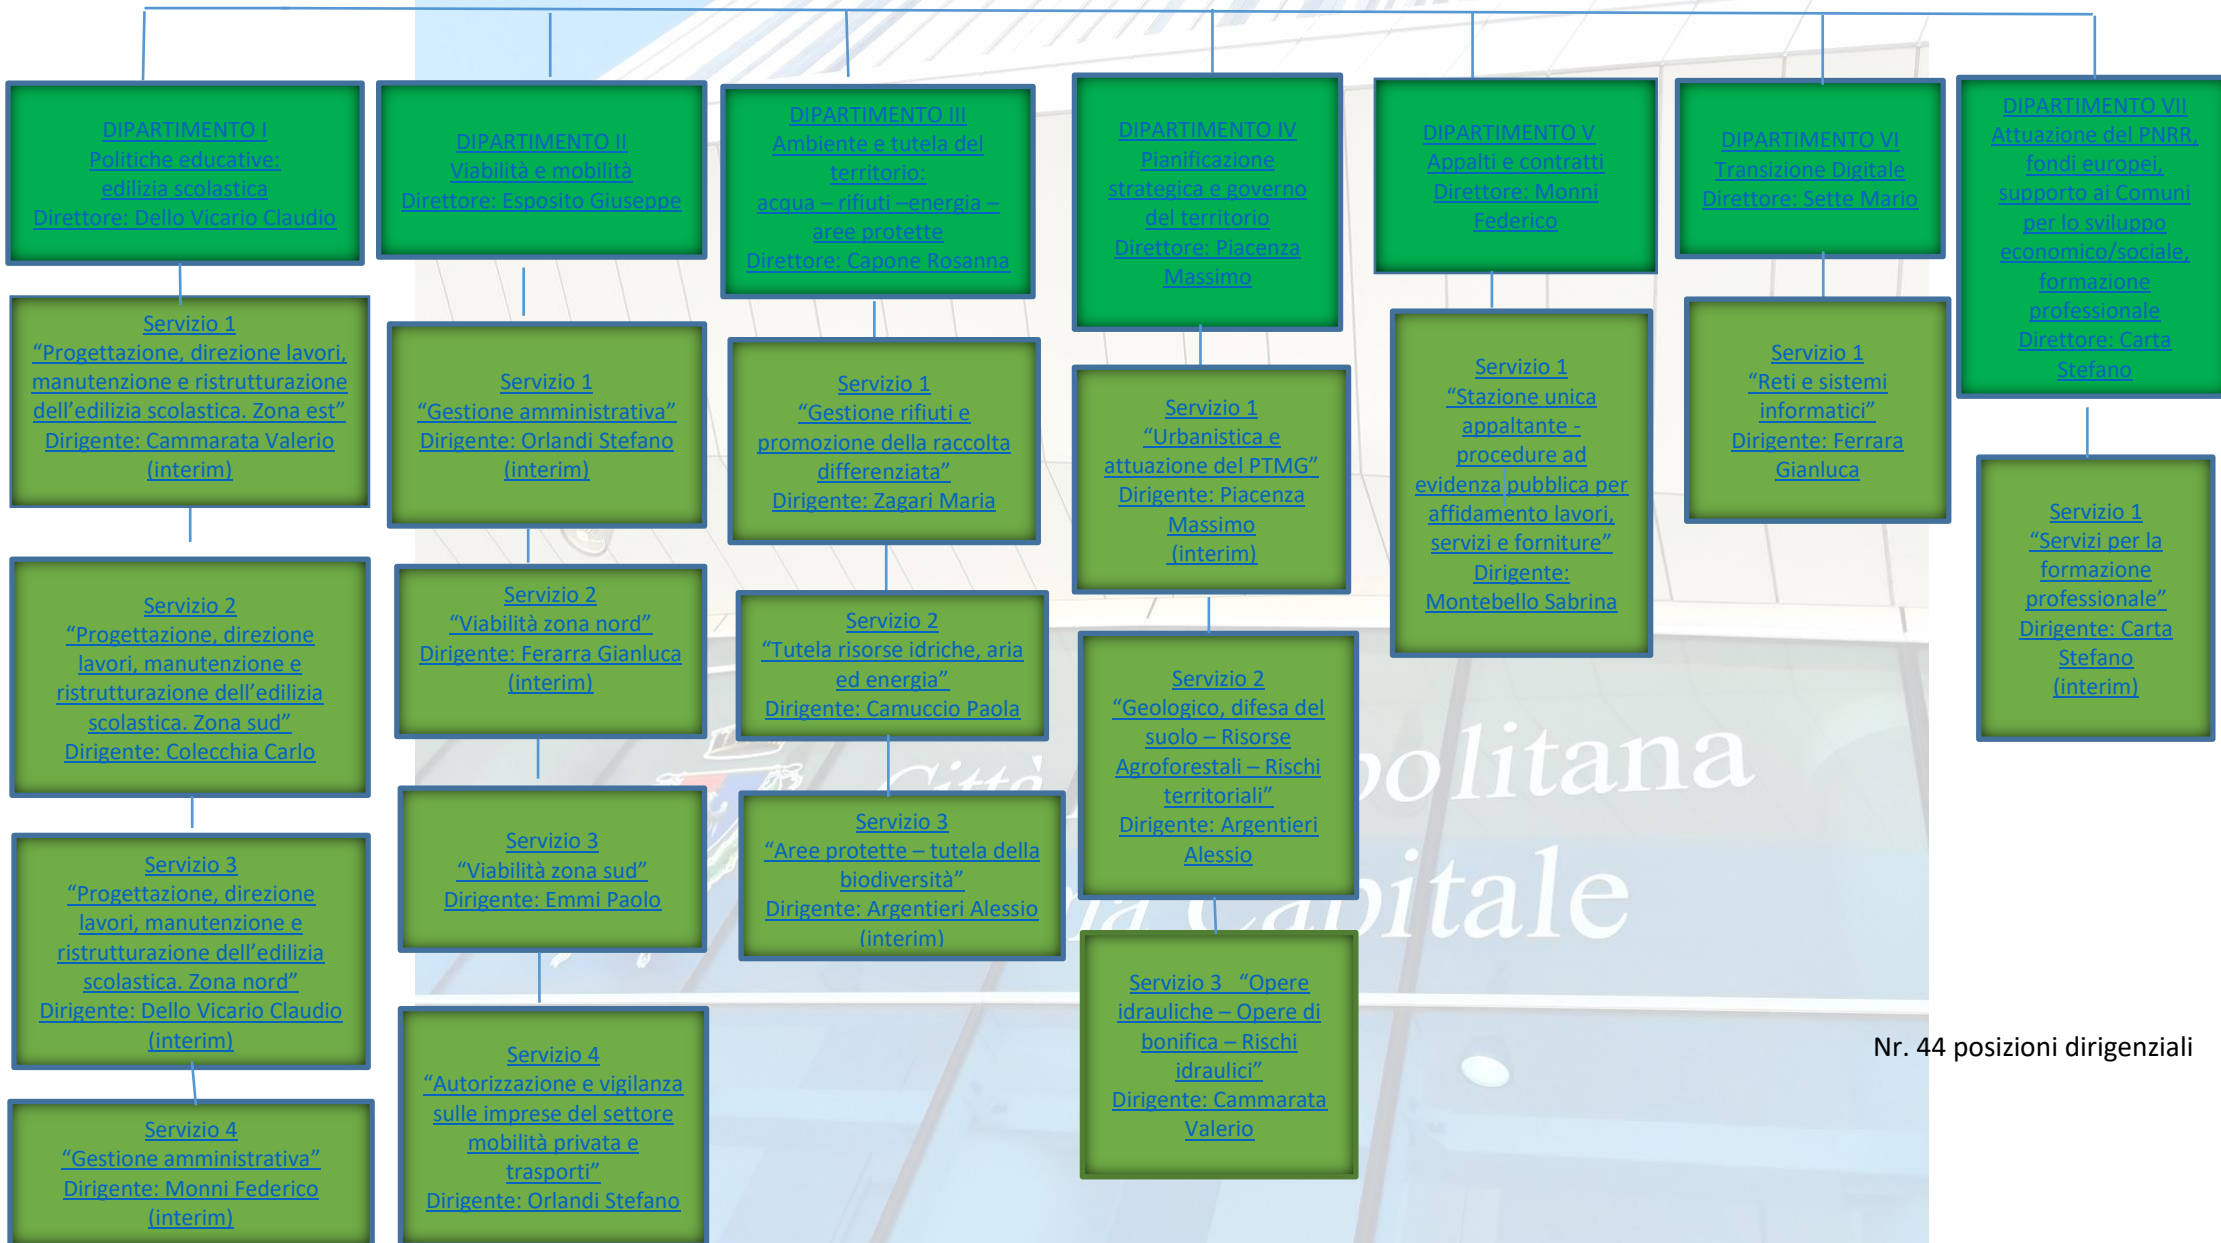 DIPARTIMENTO I
Politiche educative:
edilizia scolastica
Direttore: Dello Vicario Claudio
Servizio 1
“Progettazione, direzione lavori,
manutenzione e ristrutturazione
dell’edilizia scolastica. Zona est”
Dirigente: Cammarata Valerio
(interim)
Servizio 2
“Progettazione, direzione
lavori, manutenzione e
ristrutturazione dell’edilizia
scolastica. Zona sud”
Dirigente: Colecchia Carlo
Servizio 3
“Progettazione, direzione
lavori, manutenzione e
ristrutturazione dell’edilizia
scolastica. Zona nord”
Dirigente: Dello Vicario Claudio
(interim)
Servizio 4
“Gestione amministrativa”
Dirigente: Monni Federico
(interim)
DIPARTIMENTO II
Viabilità e mobilità
Direttore: Esposito Giuseppe
Servizio 1
“Gestione amministrativa”
Dirigente: Orlandi Stefano
(interim)
Servizio 2
“Viabilità zona nord”
Dirigente: Ferarra Gianluca
(interim)
Servizio 3
“Viabilità zona sud”
Dirigente: Emmi Paolo
Servizio 4
“Autorizzazione e vigilanza
sulle imprese del settore
mobilità privata e
trasporti”
Dirigente: Orlandi Stefano
DIPARTIMENTO III
Ambiente e tutela del
territorio:
acqua – rifiuti –energia –
aree protette
Direttore: Capone Rosanna
Servizio 1
“Gestione rifiuti e
promozione della raccolta
differenziata”
Dirigente: Zagari Maria
Servizio 2
“Tutela risorse idriche, aria
ed energia”
Dirigente: Camuccio Paola
Servizio 3
“Aree protette – tutela della
biodiversità”
Dirigente: Argentieri Alessio
(interim)
DIPARTIMENTO IV
Pianificazione
strategica e governo
del territorio
Direttore: Piacenza
Massimo
Servizio 1
“Urbanistica e
attuazione del PTMG”
Dirigente: Piacenza
Massimo
(interim)
Servizio 2
“Geologico, difesa del
suolo – Risorse
Agroforestali – Rischi
territoriali”
Dirigente: Argentieri
Alessio
Servizio 3 “Opere
idrauliche – Opere di
bonifica – Rischi
idraulici”
Dirigente: Cammarata
Valerio
DIPARTIMENTO V
Appalti e contratti
Direttore: Monni
Federico
Servizio 1
“Stazione unica
appaltante -
procedure ad
evidenza pubblica per
affidamento lavori,
servizi e forniture”
Dirigente:
Montebello Sabrina
DIPARTIMENTO VI
Transizione Digitale
Direttore: Sette Mario
Servizio 1
“Reti e sistemi
informatici”
Dirigente: Ferrara
Gianluca
DIPARTIMENTO VII
Attuazione del PNRR,
fondi europei,
supporto ai Comuni
per lo sviluppo
economico/sociale,
formazione
professionale
Direttore: Carta
Stefano
Servizio 1
“Servizi per la
formazione
professionale”
Dirigente: Carta
Stefano
(interim)
Città politana
na Capitale
Nr. 44 posizioni dirigenziali